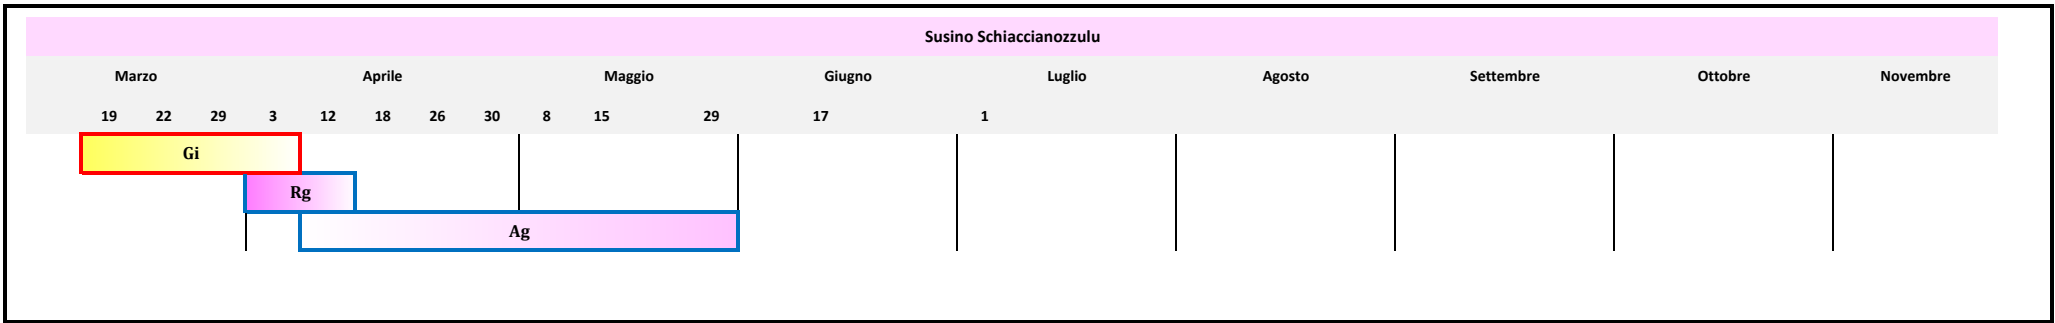 Susino Schiaccianozzulu
Marzo Aprile Maggio Giugno Luglio Agosto Settembre Ottobre Novembre
19 22 29 3 12 18 26 30 8 15 29 17 1
Gi
Rg
Ag